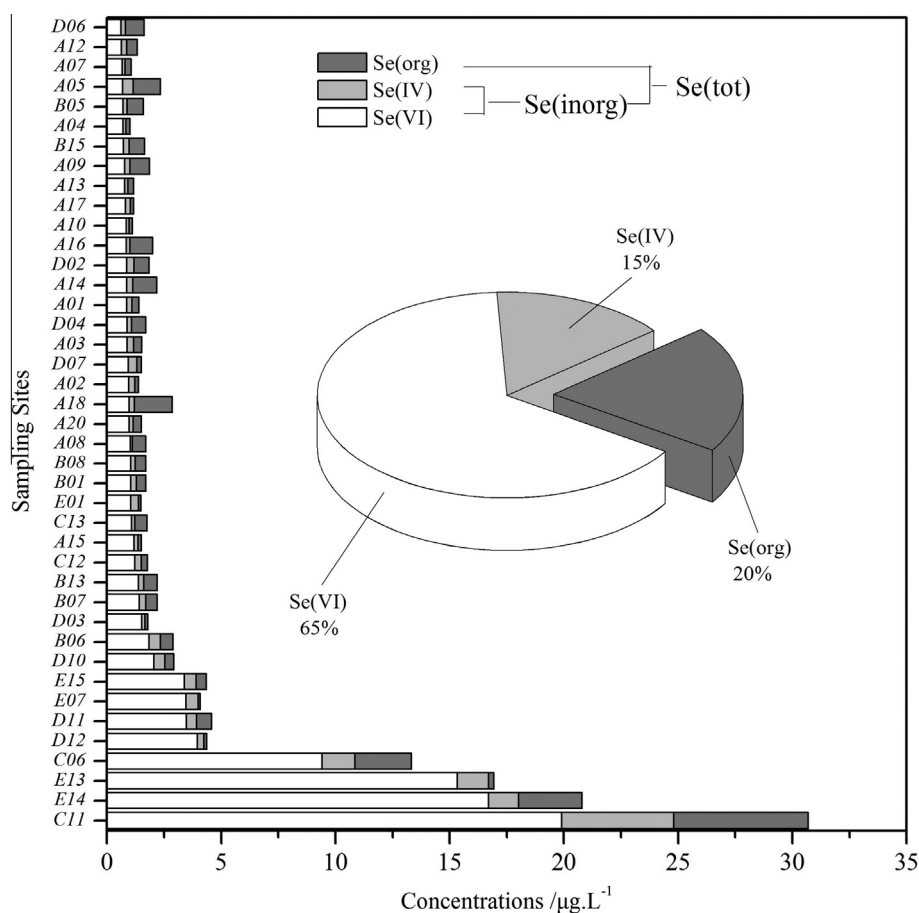 Sampling Sites
D06
A12
A07
A05
B05
A04
B15
A09
A13
A17
A10
A16
D02
A14
A01
D04
A03
D07
A02
A18
A20
A08
B08
B01
E01
C13
A15
C12
B13
B07
D03
B06
D10
E15
E07
D11
D12
C06
E13
E14
C11
Se(org)
Se(IV)
Se(VI)
Se(inorg)
Se(tot)
Se(IV)
15%
Se(org)
20%
Se(VI)
65%
0 5 10 15 20 25 30 35
Concentrations /µg.L⁻¹